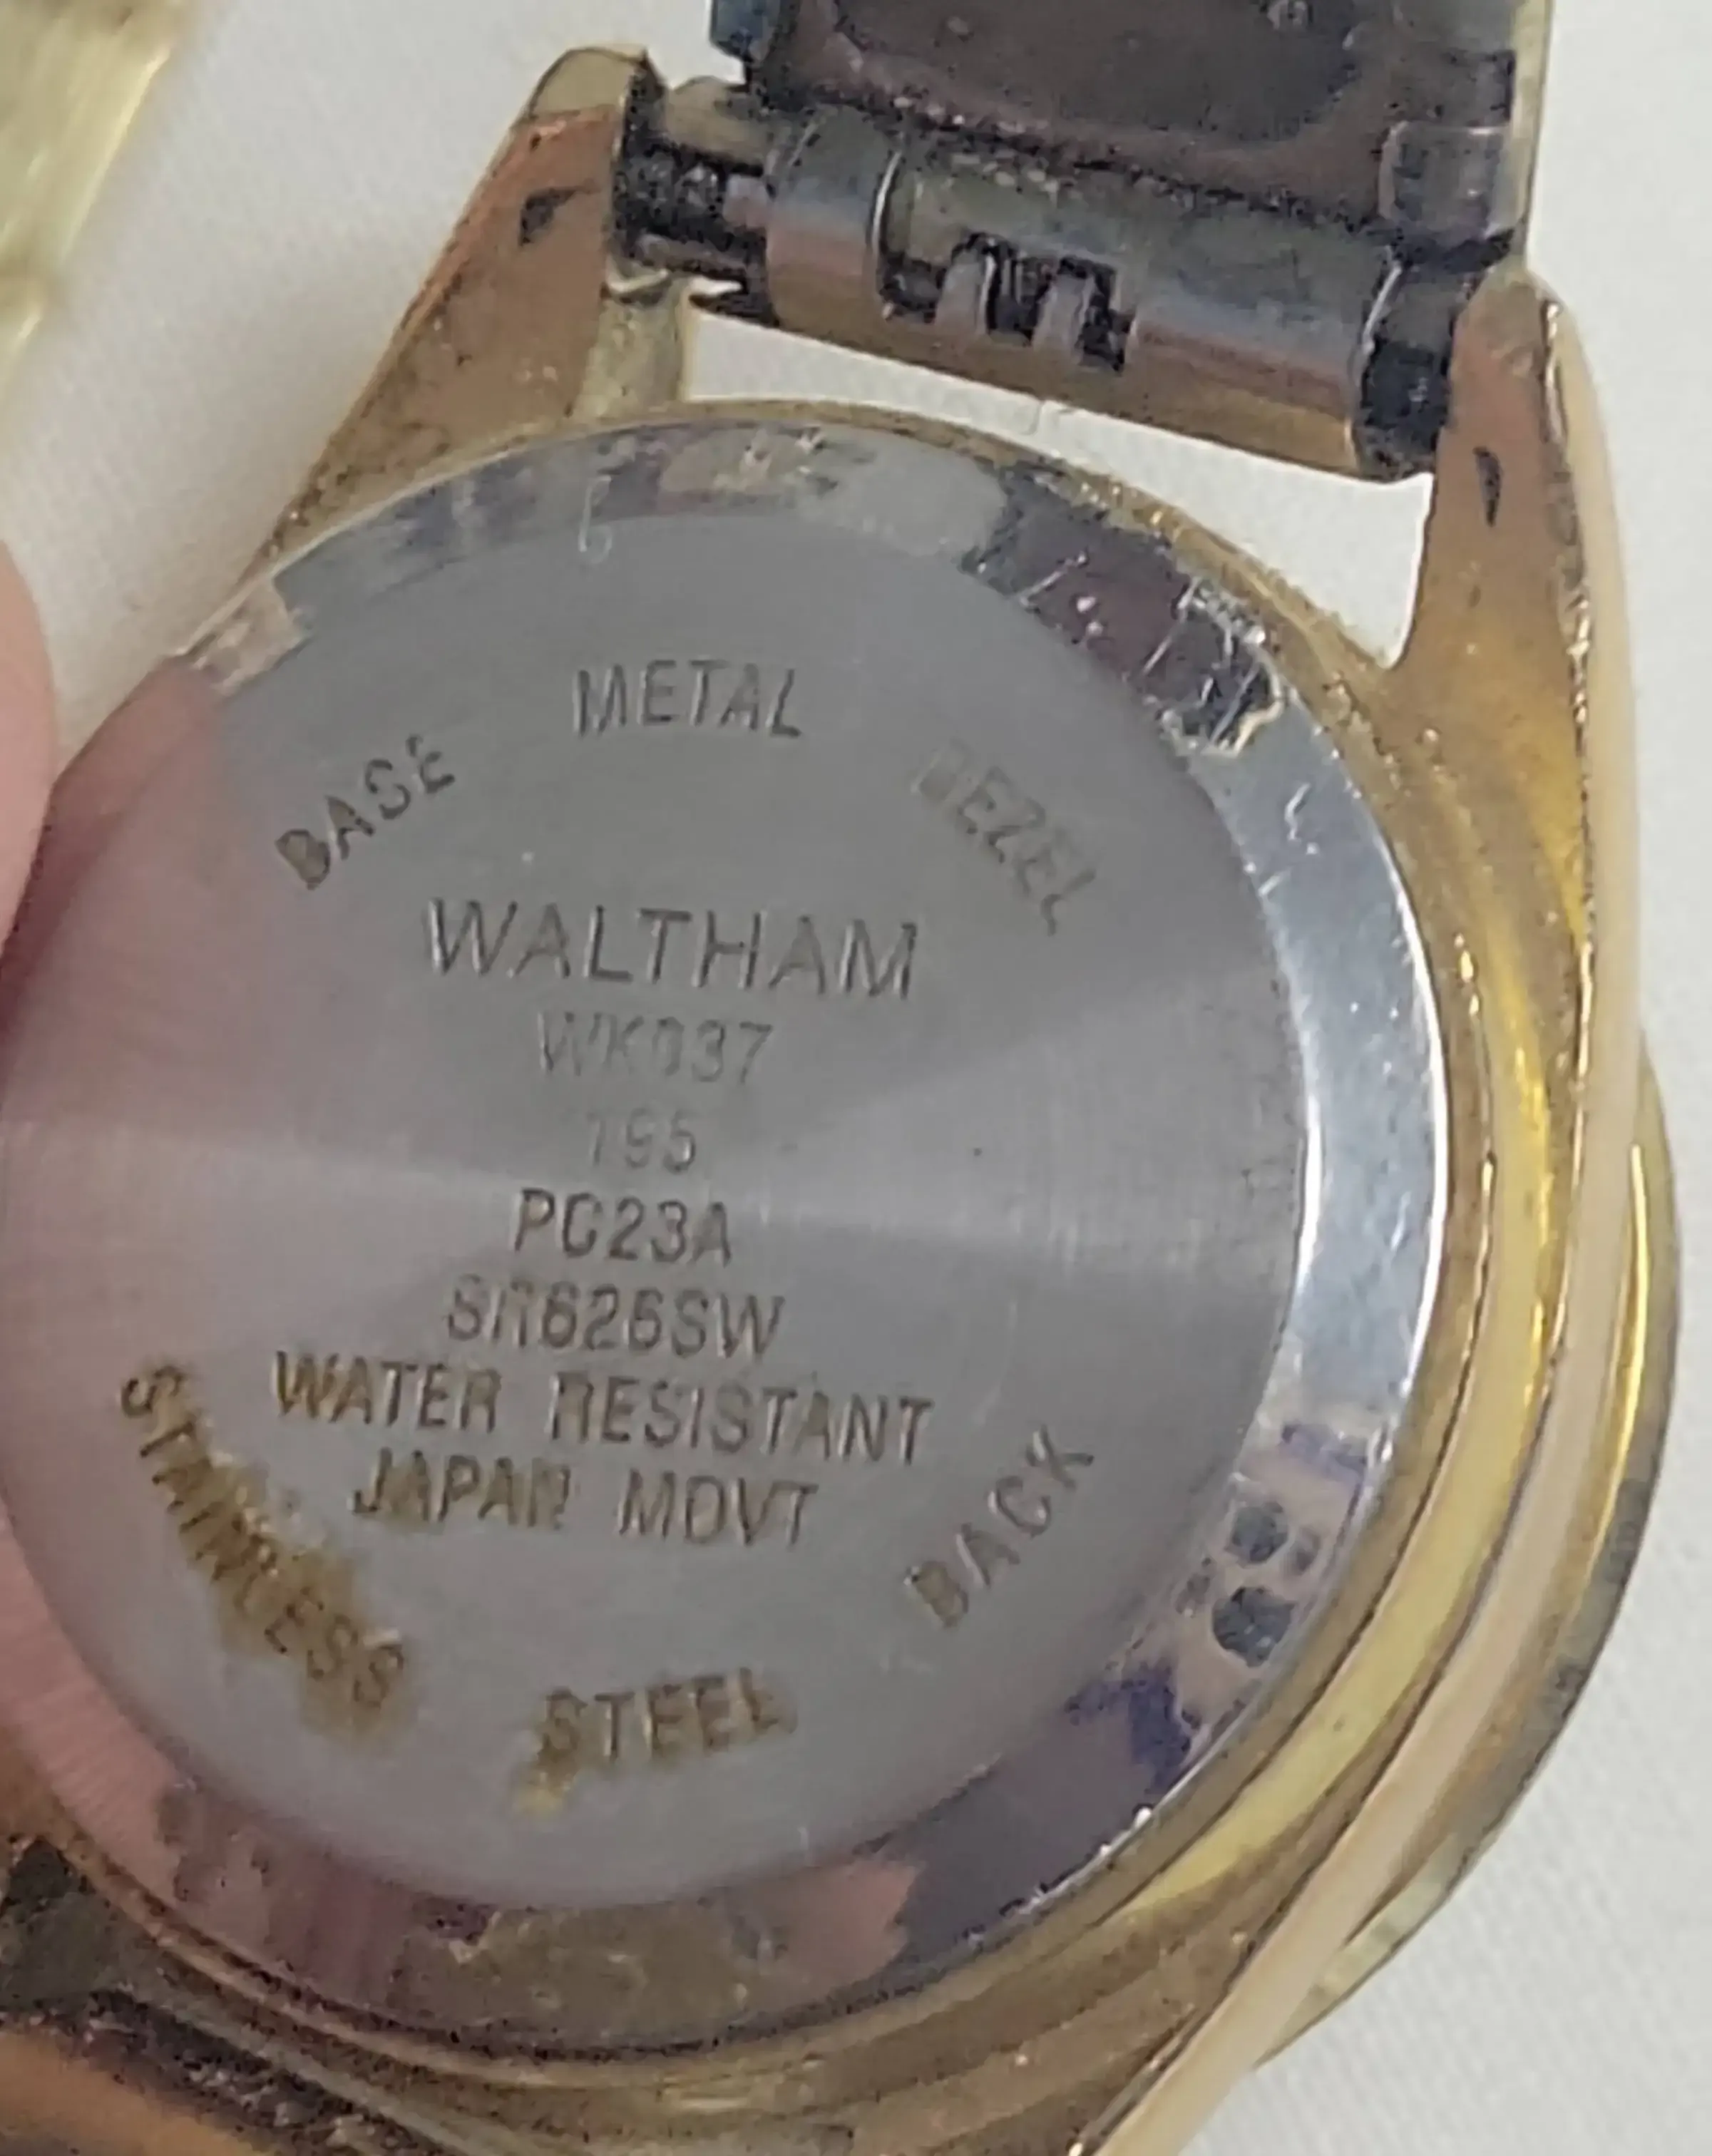 BASE METAL BEZEL
WALTHAM
WK037
195
PC23A
SR626SW
WATER RESISTANT
JAPAN MOVT
STAINLESS STEEL BACK